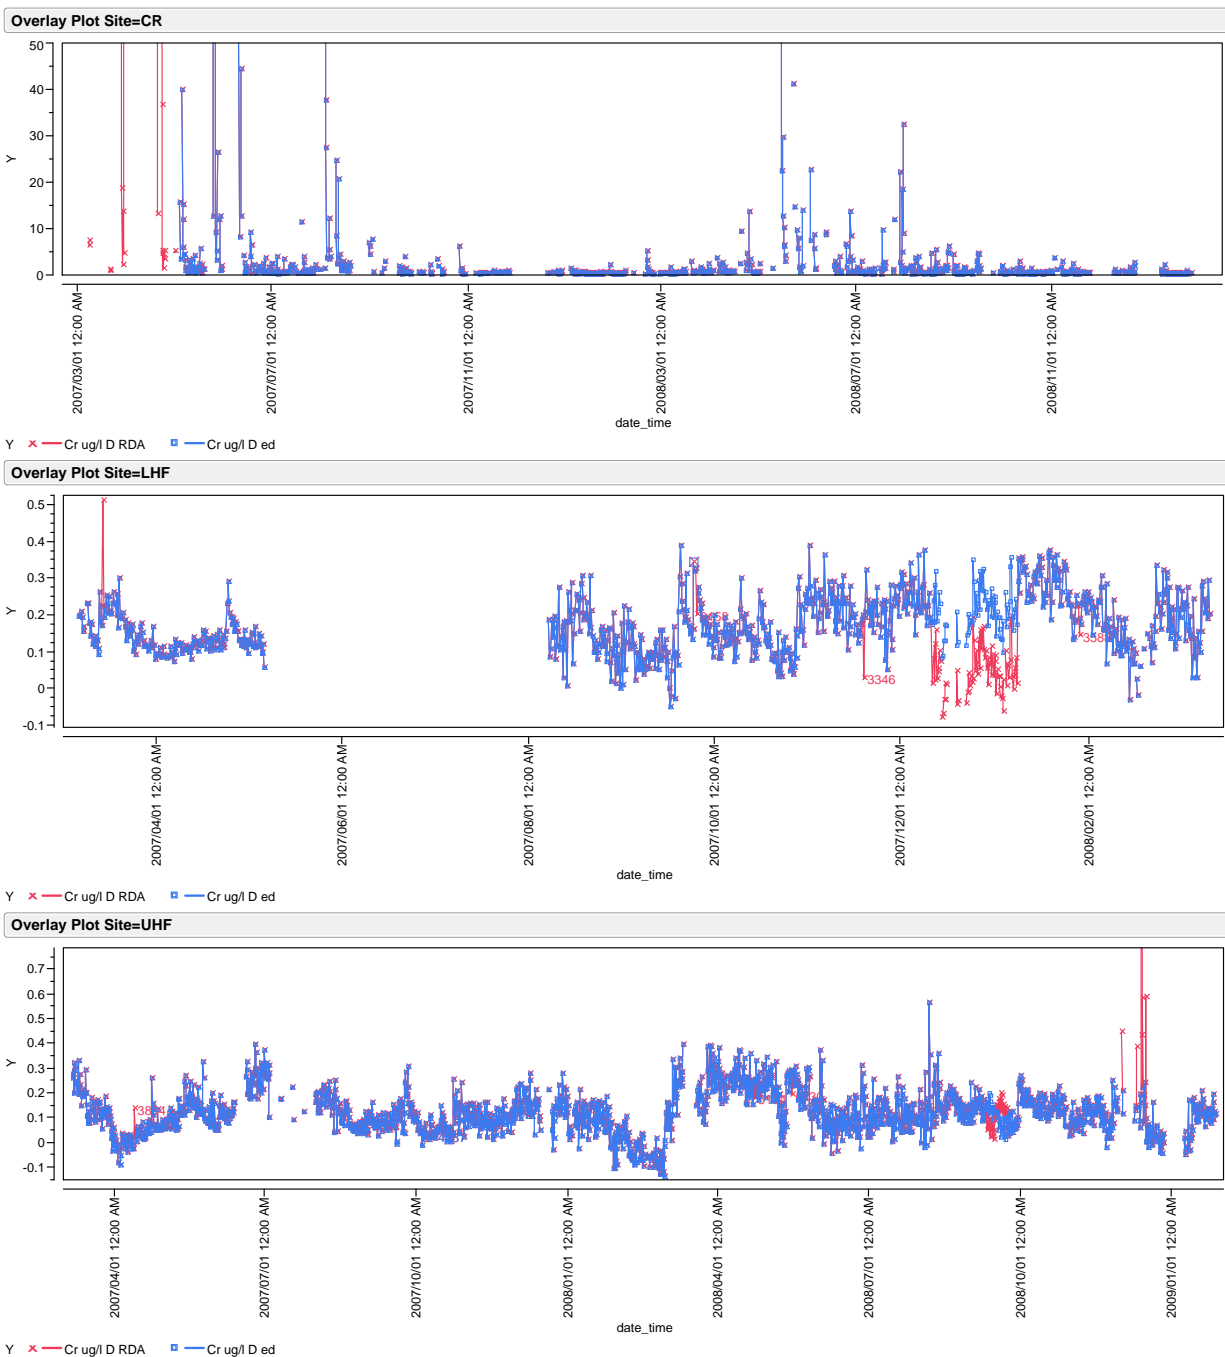 Overlay Plot Site=CR
50
40
30
20
10
0
Y
2007/03/01 12:00 AM
2007/07/01 12:00 AM
2007/11/01 12:00 AM
2008/03/01 12:00 AM
2008/07/01 12:00 AM
2008/11/01 12:00 AM
date_time
Y Cr ug/l D RDA Cr ug/l D ed
Overlay Plot Site=LHF
0.5
0.4
0.3
0.2
0.1
0
-0.1
Y
3346
2007/04/01 12:00 AM
2007/06/01 12:00 AM
2007/08/01 12:00 AM
2007/10/01 12:00 AM
2007/12/01 12:00 AM
2008/02/01 12:00 AM
date_time
Y Cr ug/l D RDA Cr ug/l D ed
Overlay Plot Site=UHF
0.7
0.6
0.5
0.4
0.3
0.2
0.1
0
-0.1
Y
2007/04/01 12:00 AM
2007/07/01 12:00 AM
2007/10/01 12:00 AM
2008/01/01 12:00 AM
2008/04/01 12:00 AM
2008/07/01 12:00 AM
2008/10/01 12:00 AM
2009/01/01 12:00 AM
date_time
Y Cr ug/l D RDA Cr ug/l D ed